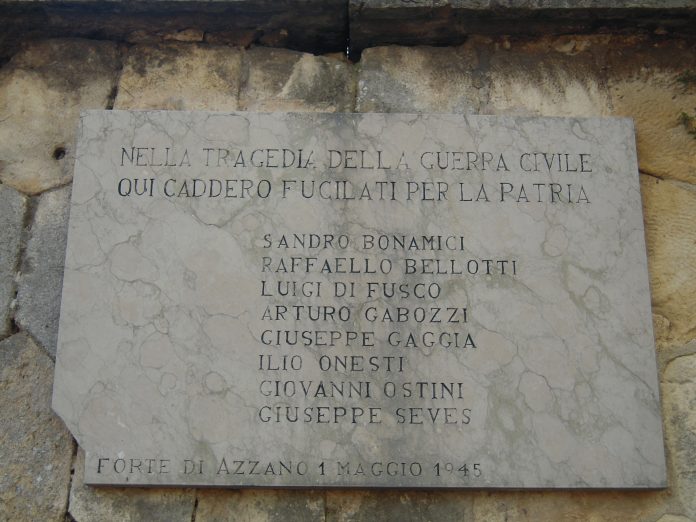 NELLA TRAGEDIA DELLA GUERRA CIVILE
QUI CADDERO FUCILATI PER LA PATRIA
SANDRO BONAMICI
RAFFAELLO BELLOTTI
LUIGI DI FUSCO
ARTURO GABOZZI
GIUSEPPE GAGGIA
ILIO ONESTI
GIOVANNI OSTINI
GIUSEPPE SEVES
FORTE DI AZZANO 1 MAGGIO 1945